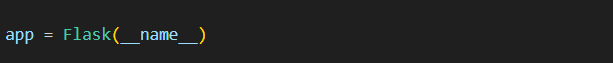 app = Flask(__name__)